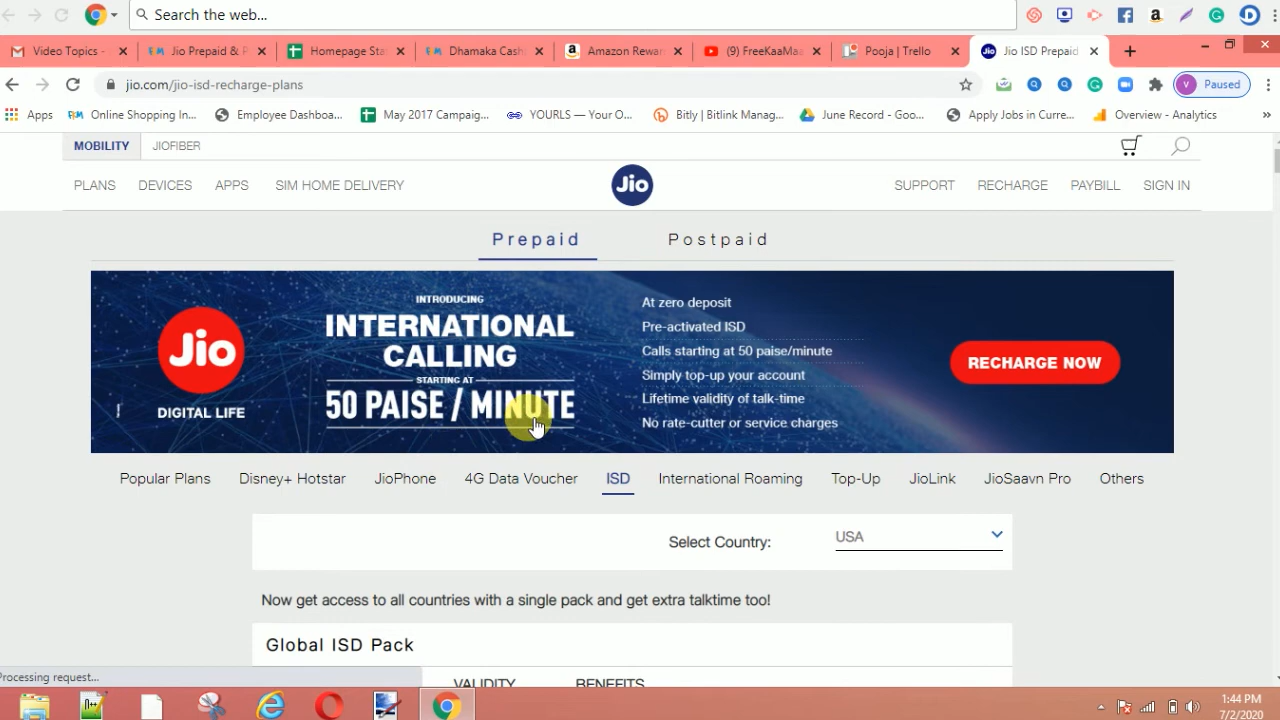 Search the web...
Video Topics -
Jio Prepaid & P
Homepage Sta
Dhamaka Cash
Amazon Rewar
(9) FreeKaaMaa
Pooja | Trello
Jio ISD Prepaid
jio.com/jio-isd-recharge-plans
V Paused
Apps
Online Shopping In...
Employee Dashboa...
May 2017 Campaig...
YOURLS — Your O...
Bitly | Bitlink Manag...
June Record - Goo...
Apply Jobs in Curre...
Overview - Analytics
»
MOBILITY
JIOFIBER
PLANS
DEVICES
APPS
SIM HOME DELIVERY
Jio
SUPPORT
RECHARGE
PAYBILL
SIGN IN
Prepaid
Postpaid
Jio
DIGITAL LIFE
INTRODUCING
INTERNATIONAL
CALLING
STARTING AT
50 PAISE / MINUTE
At zero deposit
Pre-activated ISD
Calls starting at 50 paise/minute
Simply top-up your account
Lifetime validity of talk-time
No rate-cutter or service charges
RECHARGE NOW
Popular Plans
Disney+ Hotstar
JioPhone
4G Data Voucher
ISD
International Roaming
Top-Up
JioLink
JioSaavn Pro
Others
Select Country:
USA
Now get access to all countries with a single pack and get extra talktime too!
Global ISD Pack
VALIDITY
BENEFITS
Processing request...
1:44 PM
7/2/2020